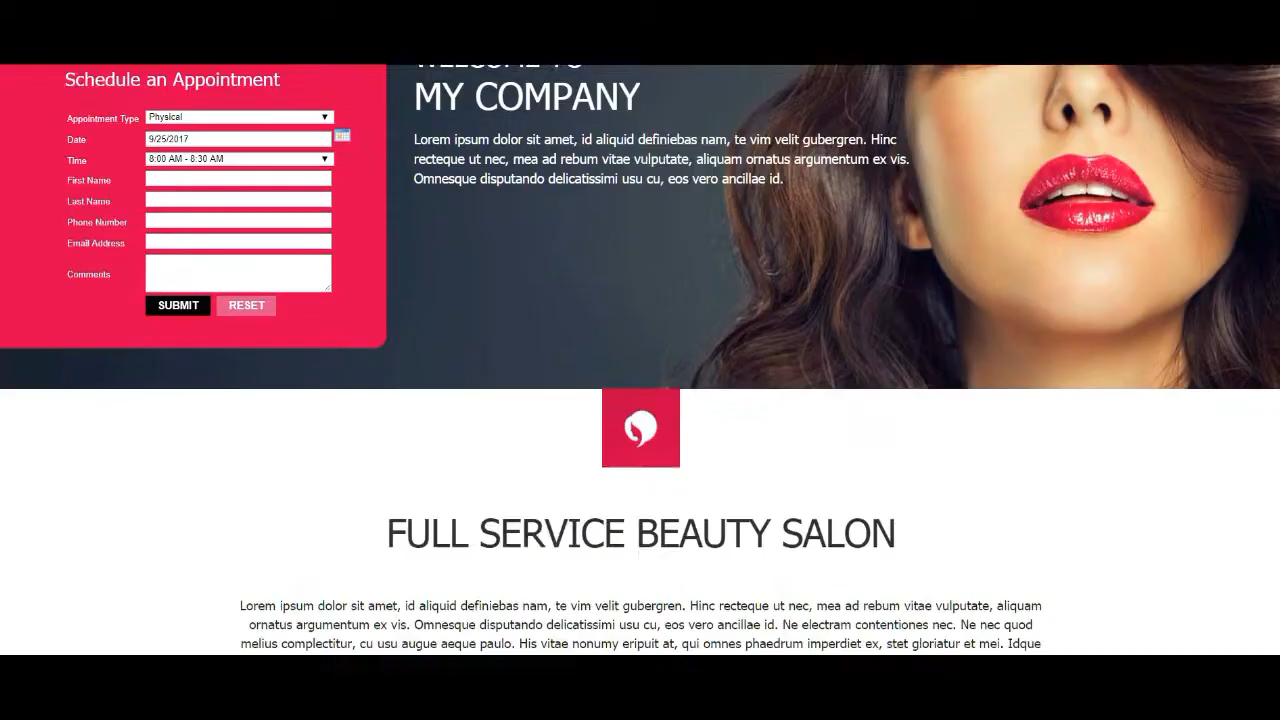 Schedule an Appointment
Appointment Type Physical
Date 9/25/2017
Time 8:00 AM - 8:30 AM
First Name
Last Name
Phone Number
Email Address
Comments
SUBMIT RESET
WELCOME TO
MY COMPANY
Lorem ipsum dolor sit amet, id aliquid definiebas nam, te vim velit gubergren. Hinc
recteque ut nec, mea ad rebum vitae vulputate, aliquam ornatus argumentum ex vis.
Omnesque disputando delicatissimi usu cu, eos vero ancillae id.
FULL SERVICE BEAUTY SALON
Lorem ipsum dolor sit amet, id aliquid definiebas nam, te vim velit gubergren. Hinc recteque ut nec, mea ad rebum vitae vulputate, aliquam
ornatus argumentum ex vis. Omnesque disputando delicatissimi usu cu, eos vero ancillae id. Ne electram contentiones nec. Ne nec quod
melius complectitur, cu usu augue aeque paulo. His vitae nonumy eripuit at, qui omnes phaedrum imperdiet ex, stet gloriatur et mei. Idque